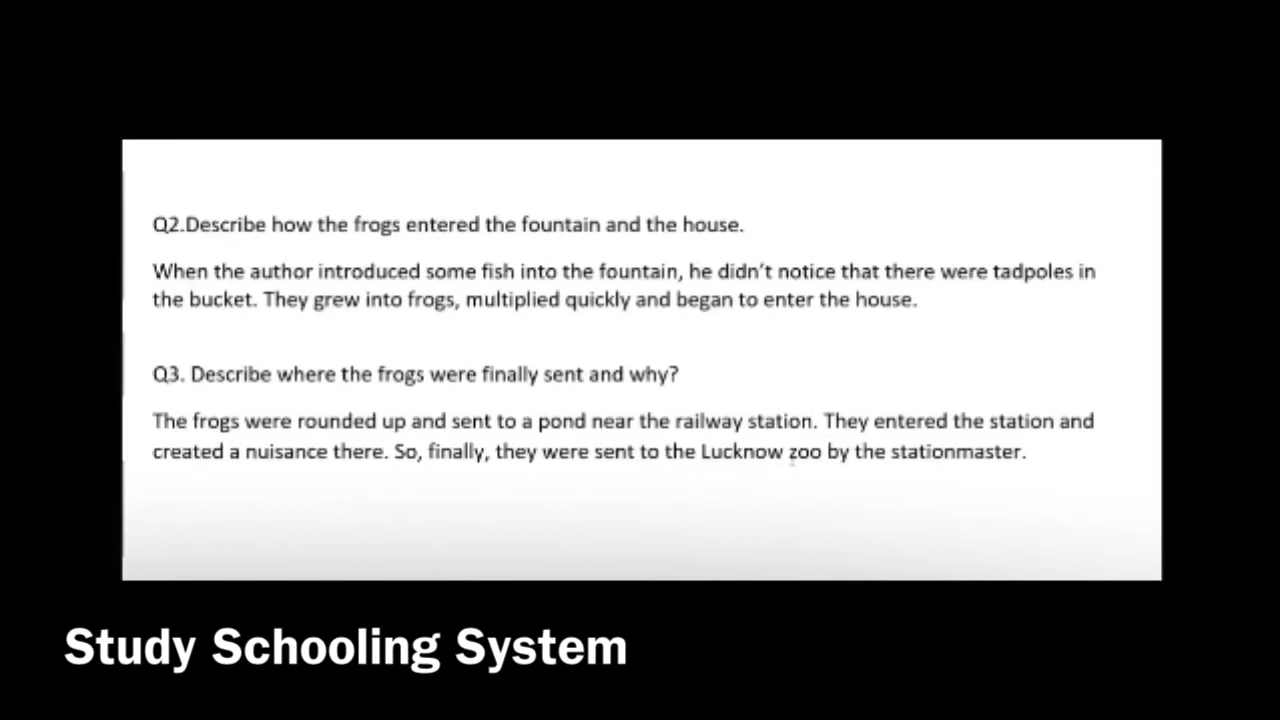 Q2.Describe how the frogs entered the fountain and the house.
When the author introduced some fish into the fountain, he didn't notice that there were tadpoles in
the bucket. They grew into frogs, multiplied quickly and began to enter the house.
Q3. Describe where the frogs were finally sent and why?
The frogs were rounded up and sent to a pond near the railway station. They entered the station and
created a nuisance there. So, finally, they were sent to the Lucknow zoo by the stationmaster.
Study Schooling System